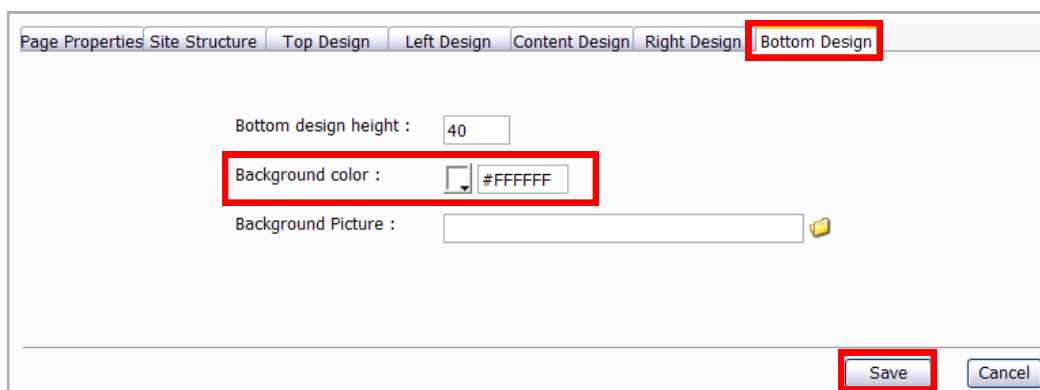 Page Properties Site Structure Top Design Left Design Content Design Right Design Bottom Design
Bottom design height : 40
Background color : #FFFFFF
Background Picture :
Save Cancel